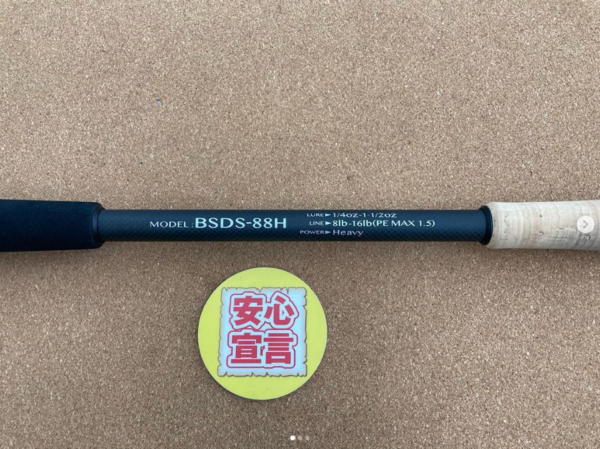 MODEL : BSDS-88H
LURE▶1/4oz-1·1/2oz
LINE▶8lb-16lb(PE MAX 1.5)
POWER▶Heavy
安心
宣言